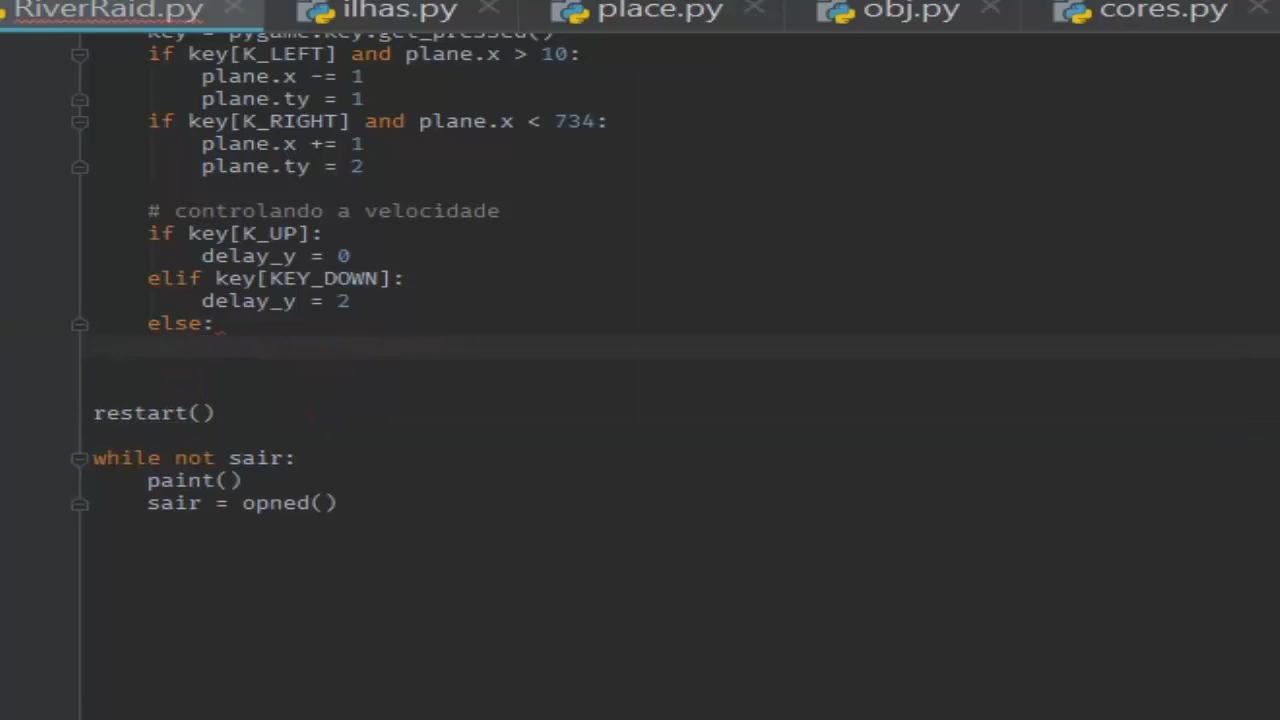 RiverRaid.py ilhas.py place.py obj.py cores.py
key = pygame.key.get_pressed()
if key[K_LEFT] and plane.x > 10:
plane.x -= 1
plane.ty = 1
if key[K_RIGHT] and plane.x < 734:
plane.x += 1
plane.ty = 2
# controlando a velocidade
if key[K_UP]:
delay_y = 0
elif key[KEY_DOWN]:
delay_y = 2
else:
restart()
while not sair:
paint()
sair = opned()